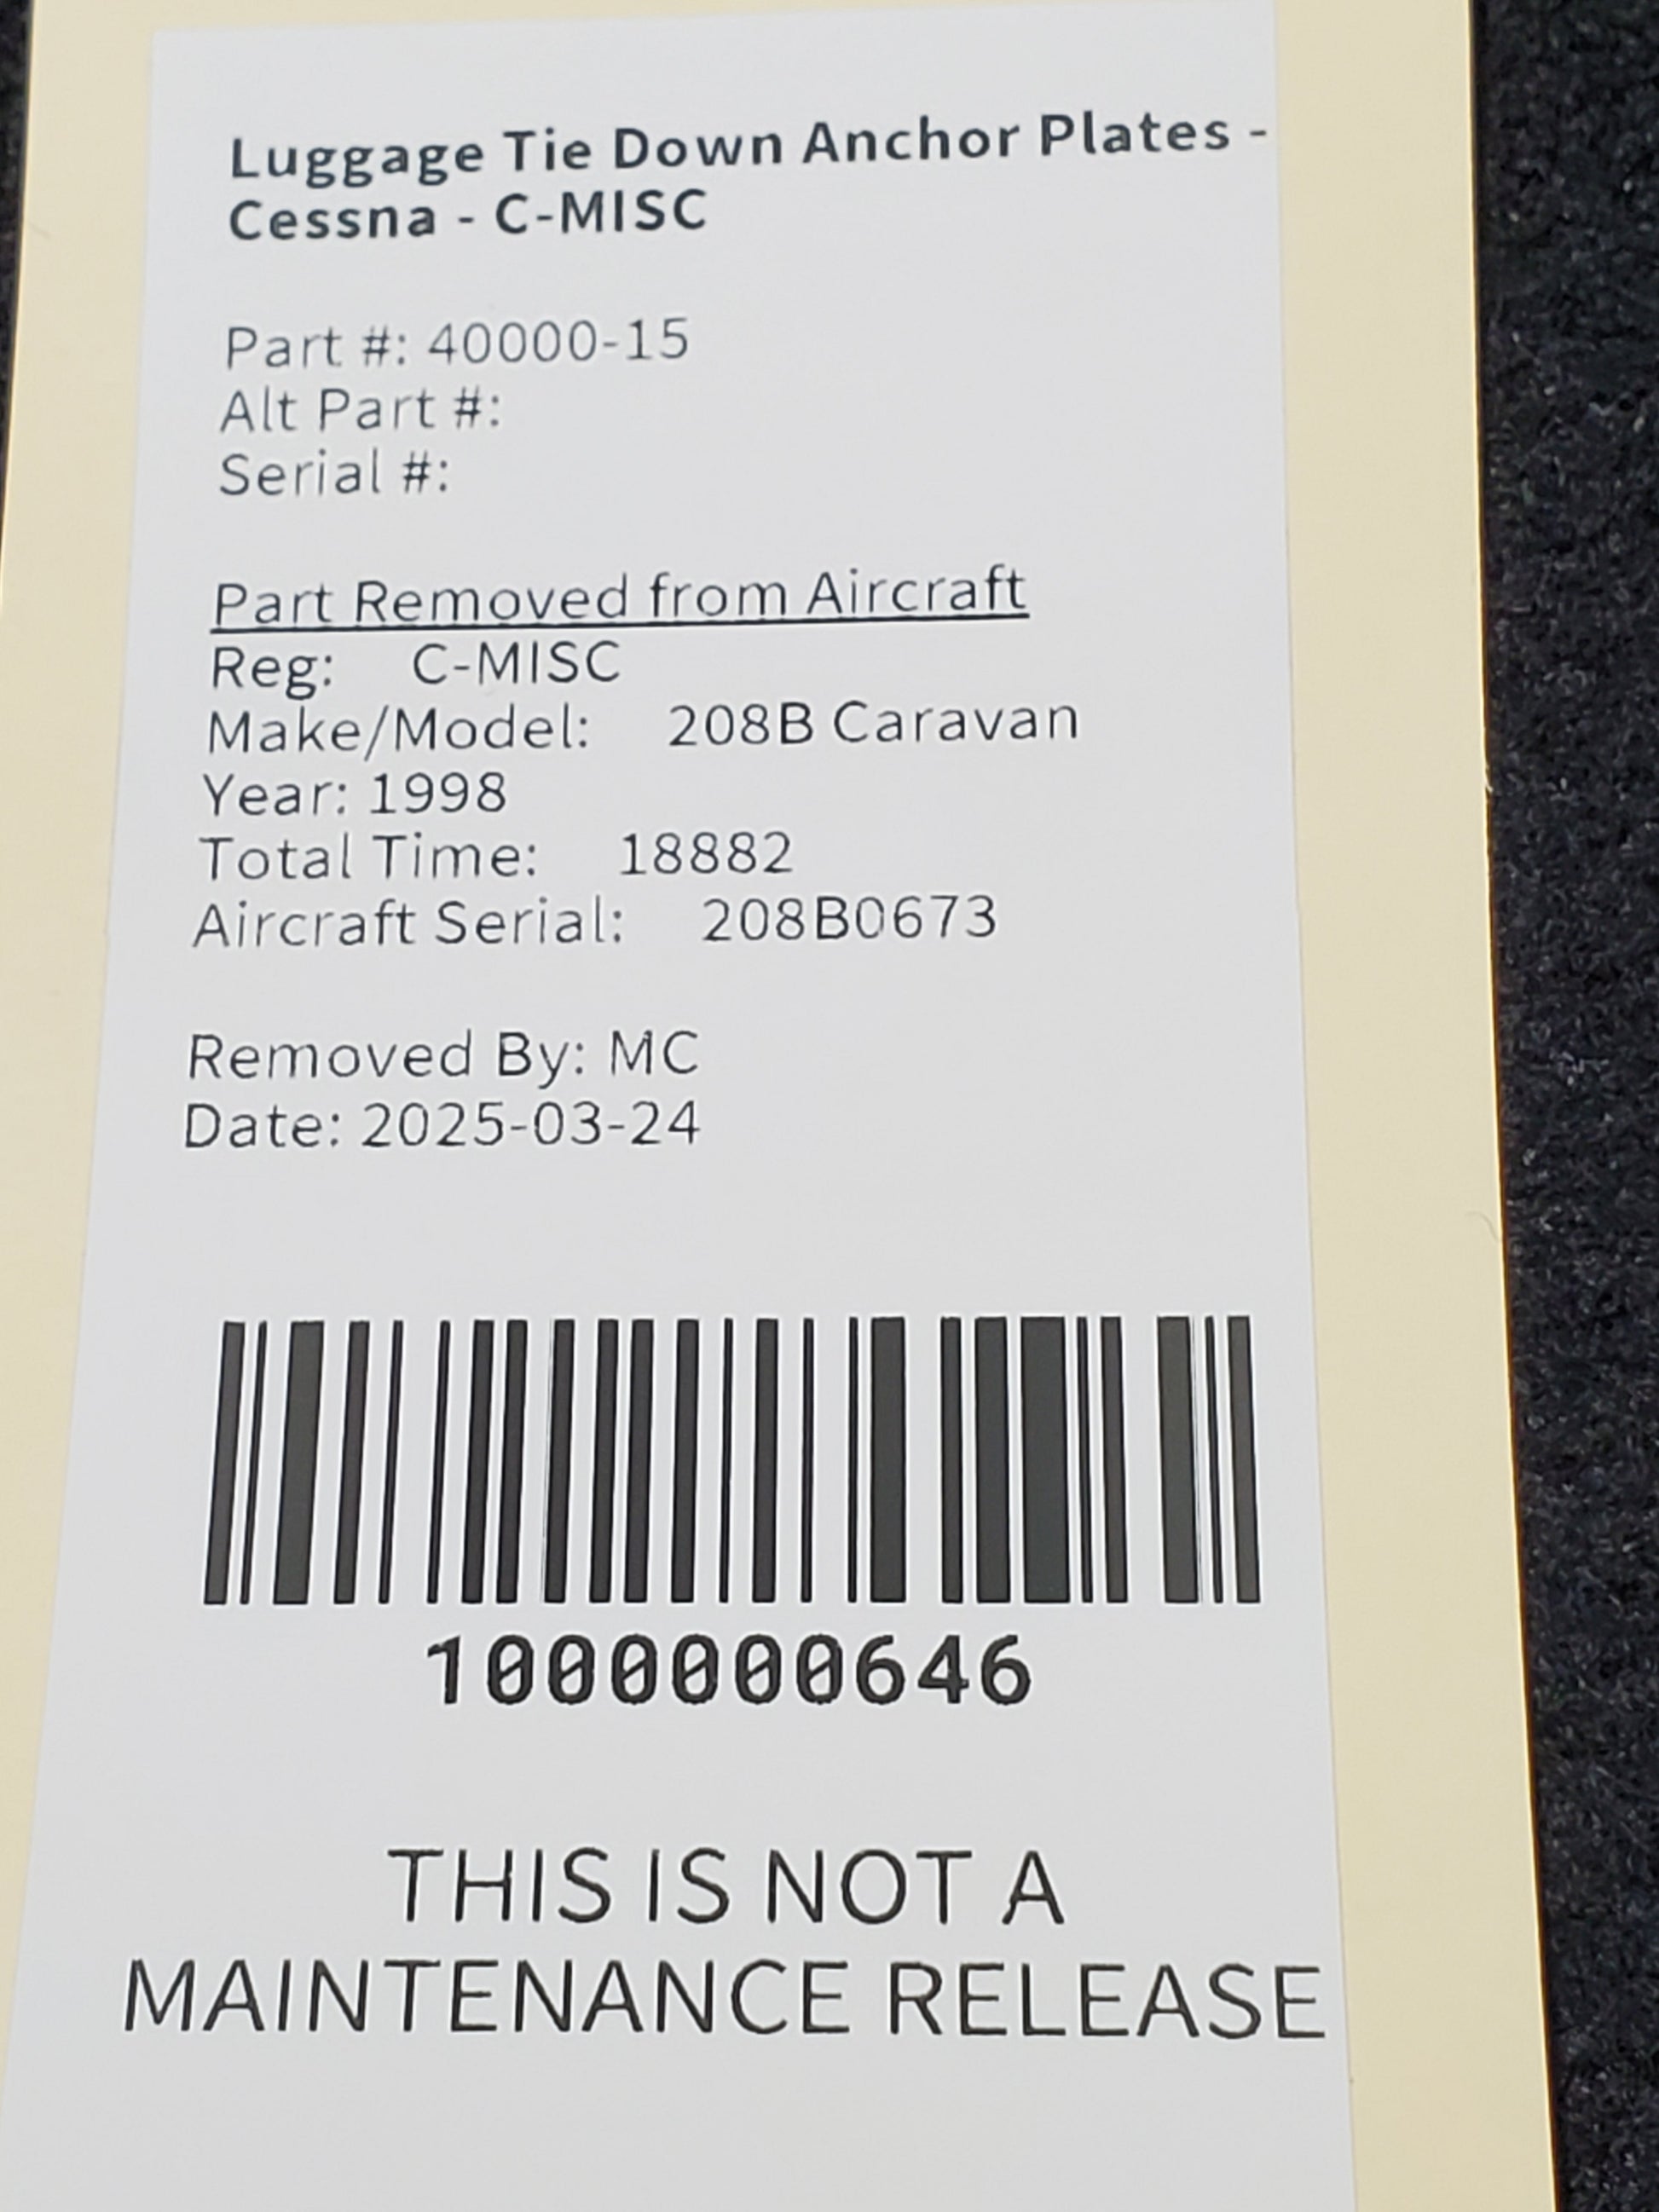 Luggage Tie Down Anchor Plates -
Cessna - C-MISC
Part #: 40000-15
Alt Part #:
Serial #:
Part Removed from Aircraft
Reg: C-MISC
Make/Model: 208B Caravan
Year: 1998
Total Time: 18882
Aircraft Serial: 208B0673
Removed By: MC
Date: 2025-03-24
1000000646
THIS IS NOT A
MAINTENANCE RELEASE